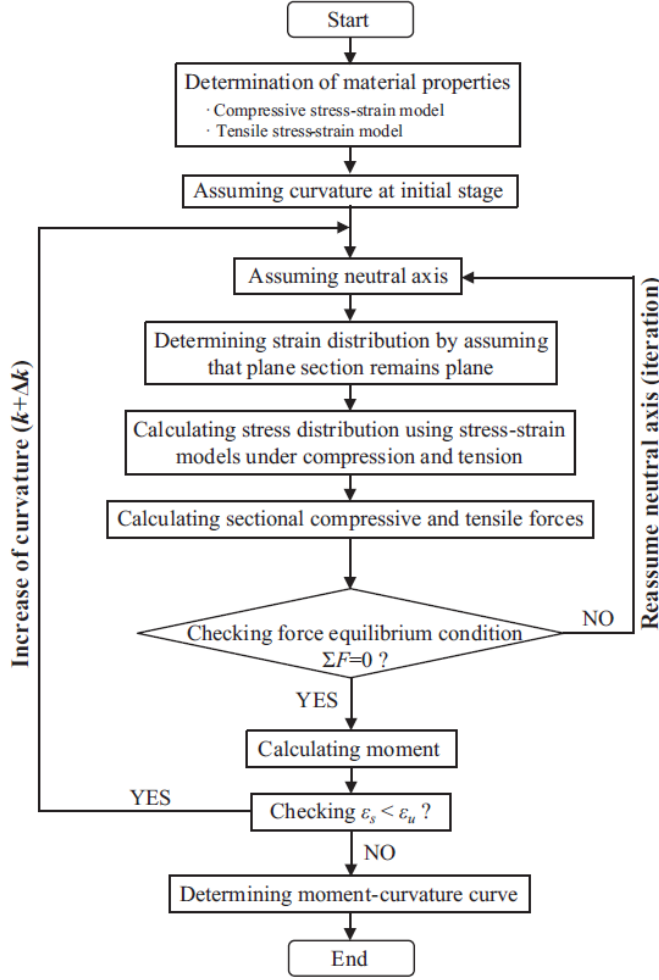 Start
Determination of material properties
· Compressive stress-strain model
· Tensile stress-strain model
Assuming curvature at initial stage
Assuming neutral axis
Determining strain distribution by assuming
that plane section remains plane
Calculating stress distribution using stress-strain
models under compression and tension
Calculating sectional compressive and tensile forces
Checking force equilibrium condition
ΣF=0 ?
NO
Reassume neutral axis (iteration)
YES
Calculating moment
Checking εs < εu ?
YES
Increase of curvature (k+Δk)
NO
Determining moment-curvature curve
End